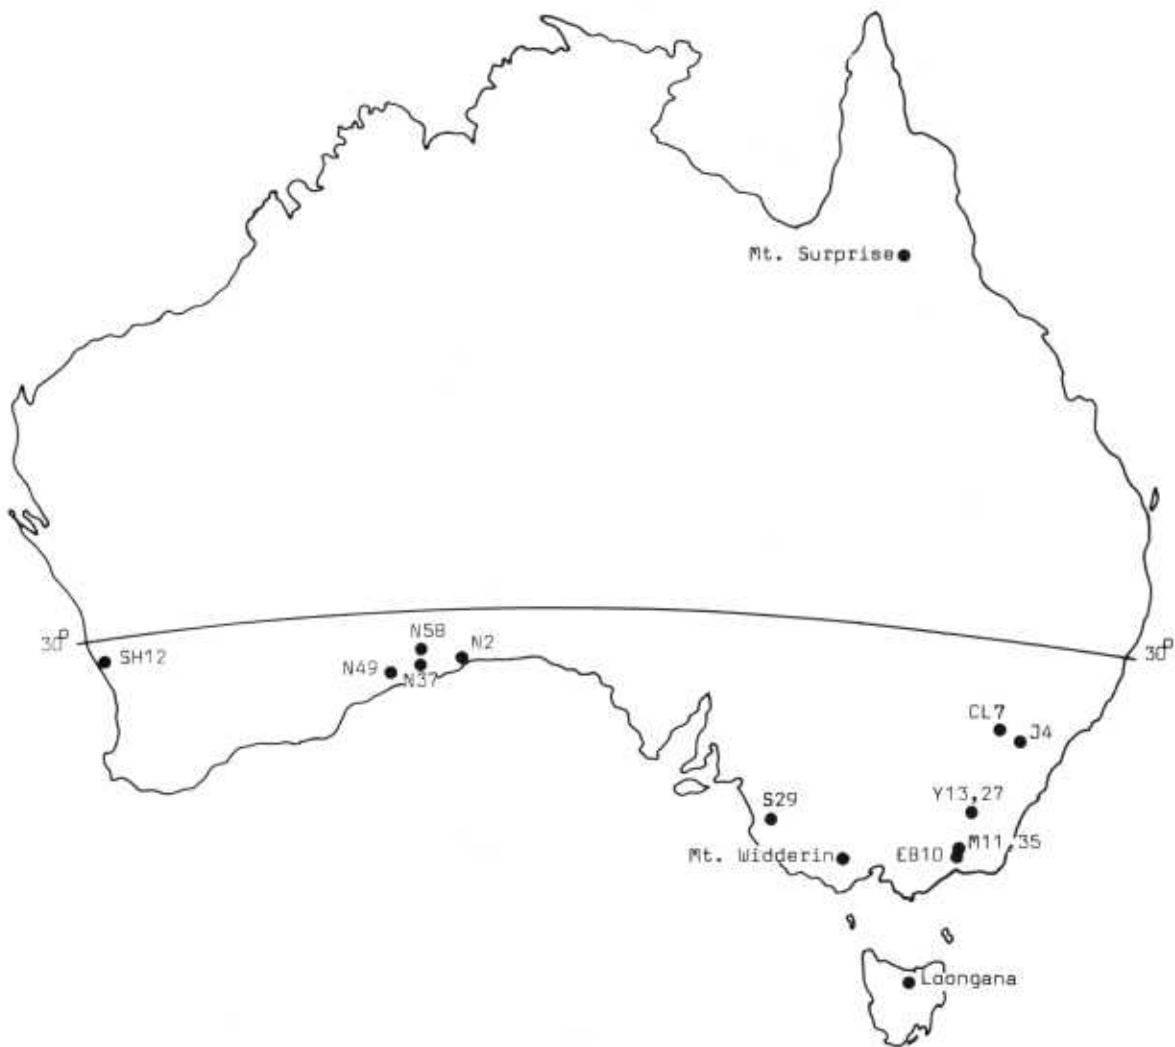 Mt. Surprise
30°
SH12
N58
N2
N49
N37
30°
CL7
J4
S29
Y13,27
M11,35
Mt. Widderin
EB10
Loongana